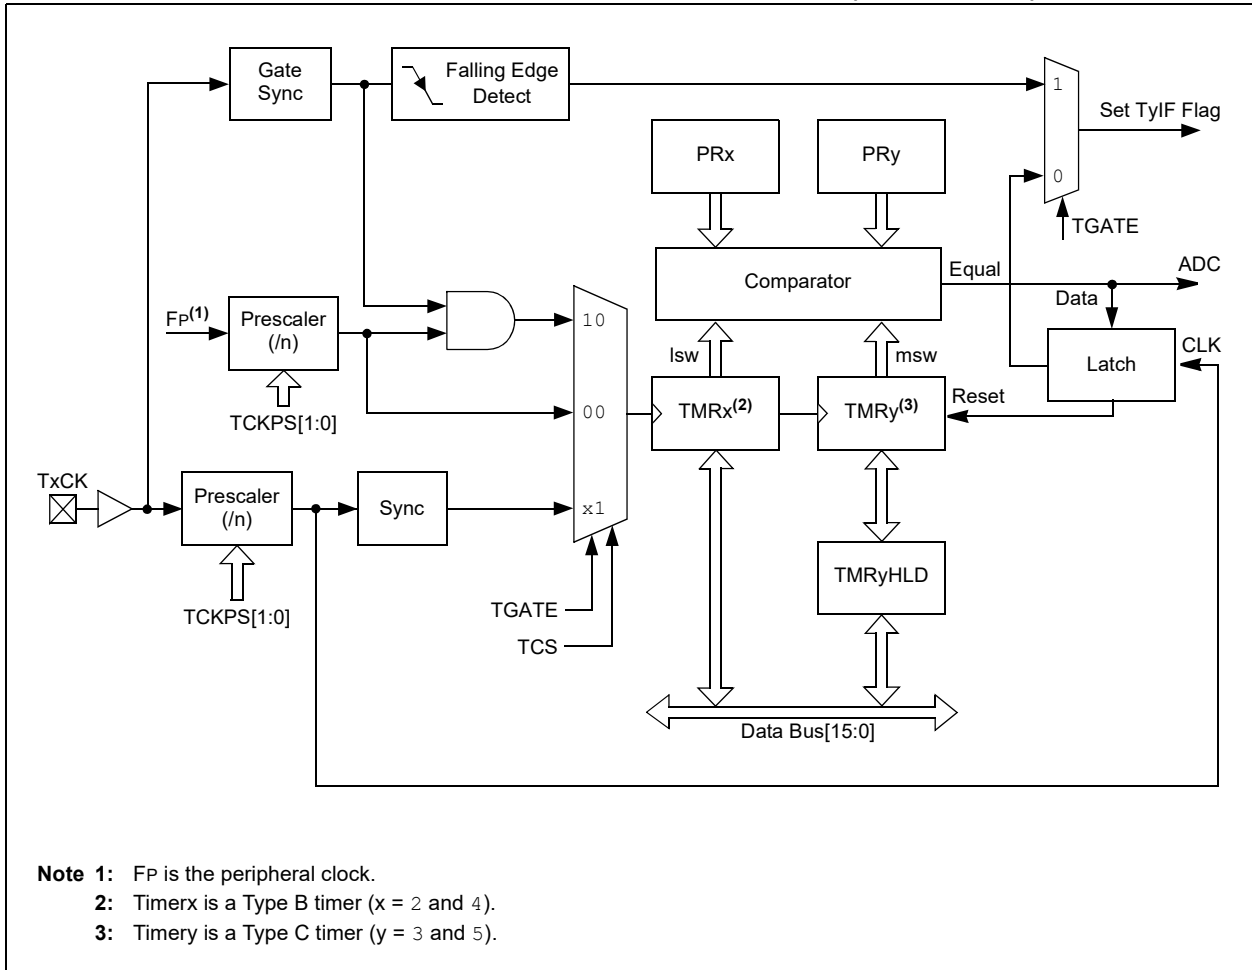 Gate
Sync
Falling Edge
Detect
1
Set TyIF Flag
PRx
PRy
0
TGATE
Comparator
Equal
ADC
Data
FP(1)
Prescaler
(/n)
10
lsw
msw
Latch
CLK
TCKPS[1:0]
00
TMRx(2)
TMRy(3)
Reset
TxCK
Prescaler
(/n)
Sync
x1
TMRyHLD
TCKPS[1:0]
TGATE
TCS
Data Bus[15:0]
Note 1: FP is the peripheral clock.
2: Timerx is a Type B timer (x = 2 and 4).
3: Timery is a Type C timer (y = 3 and 5).